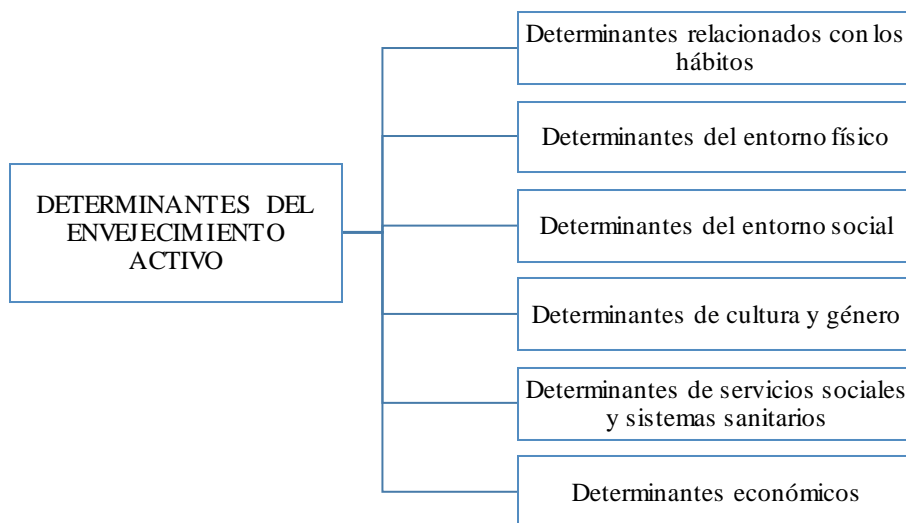 Determinantes relacionados con los
hábitos
Determinantes del entorno físico
DETERMINANTES DEL
ENVEJECIMIENTO
ACTIVO
Determinantes del entorno social
Determinantes de cultura y género
Determinantes de servicios sociales
y sistemas sanitarios
Determinantes económicos